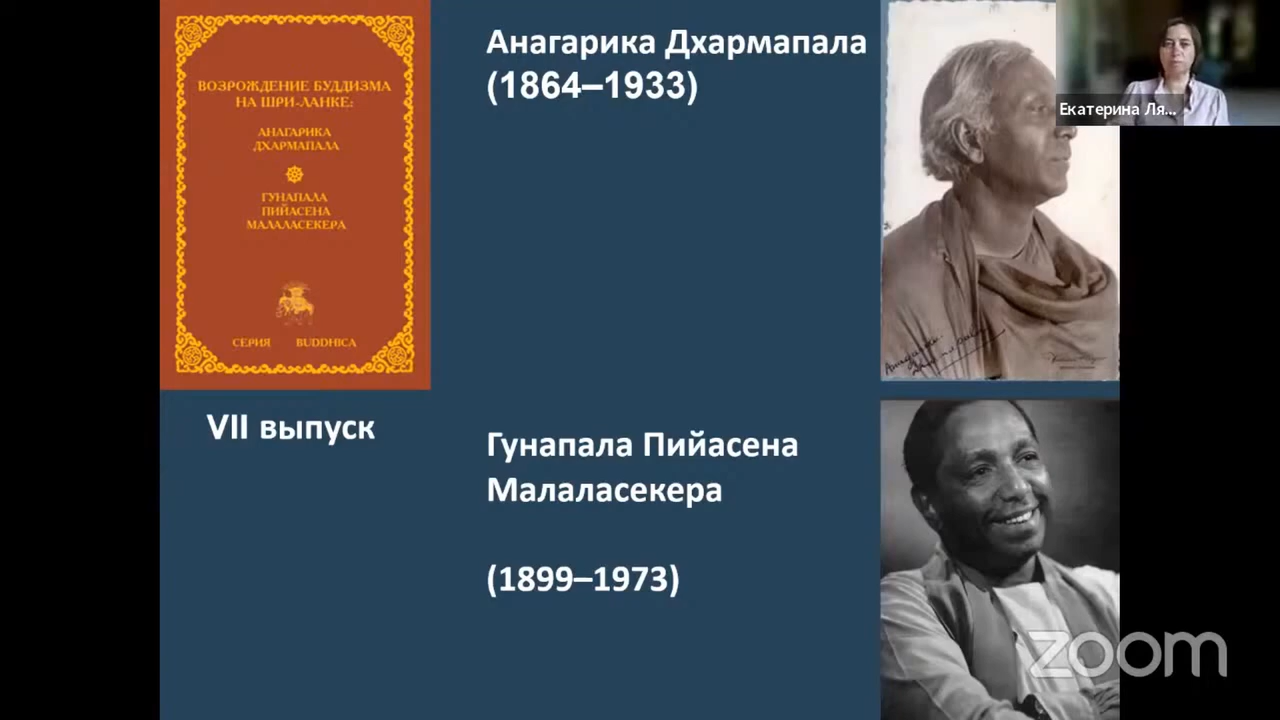 ВОЗРОЖДЕНИЕ БУДДИЗМА
НА ШРИ-ЛАНКЕ:
АНАГАРИКА
ДХАРМАПАЛА
ГУНАПАЛА
ПИЙАСЕНА
МАЛАЛАСЕКЕРА
СЕРИЯ BUDDHICA
VII выпуск
Анагарика Дхармапала
(1864–1933)
Гунапала Пийасена
Малаласекера
(1899–1973)
Екатерина Ля...
zoom